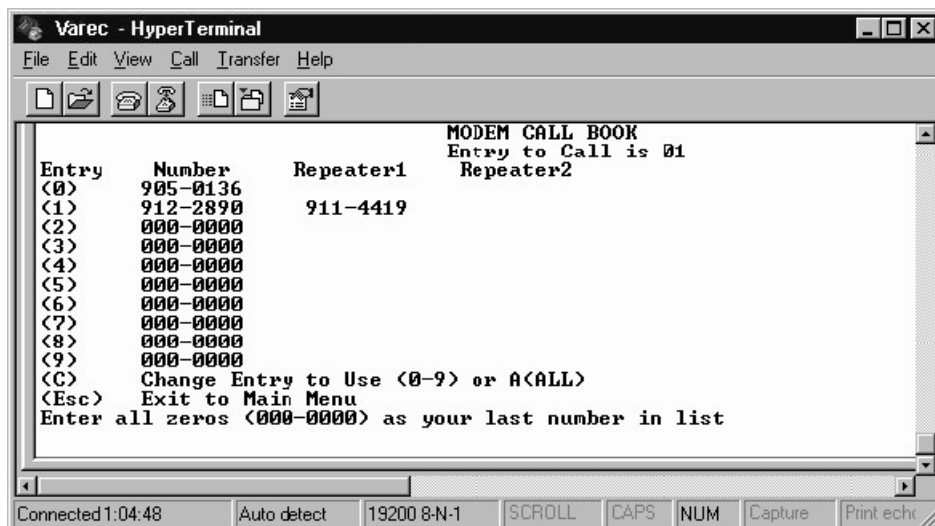 Varec - HyperTerminal
File Edit View Call Transfer Help
MODEM CALL BOOK
Entry to Call is 01
Entry Number Repeater1 Repeater2
(0) 905-0136
(1) 912-2890 911-4419
(2) 000-0000
(3) 000-0000
(4) 000-0000
(5) 000-0000
(6) 000-0000
(7) 000-0000
(8) 000-0000
(9) 000-0000
(C) Change Entry to Use (0-9) or A(ALL)
(Esc) Exit to Main Menu
Enter all zeros (000-0000) as your last number in list
Connected 1:04:48 Auto detect 19200 8-N-1 SCROLL CAPS NUM Capture Print echo